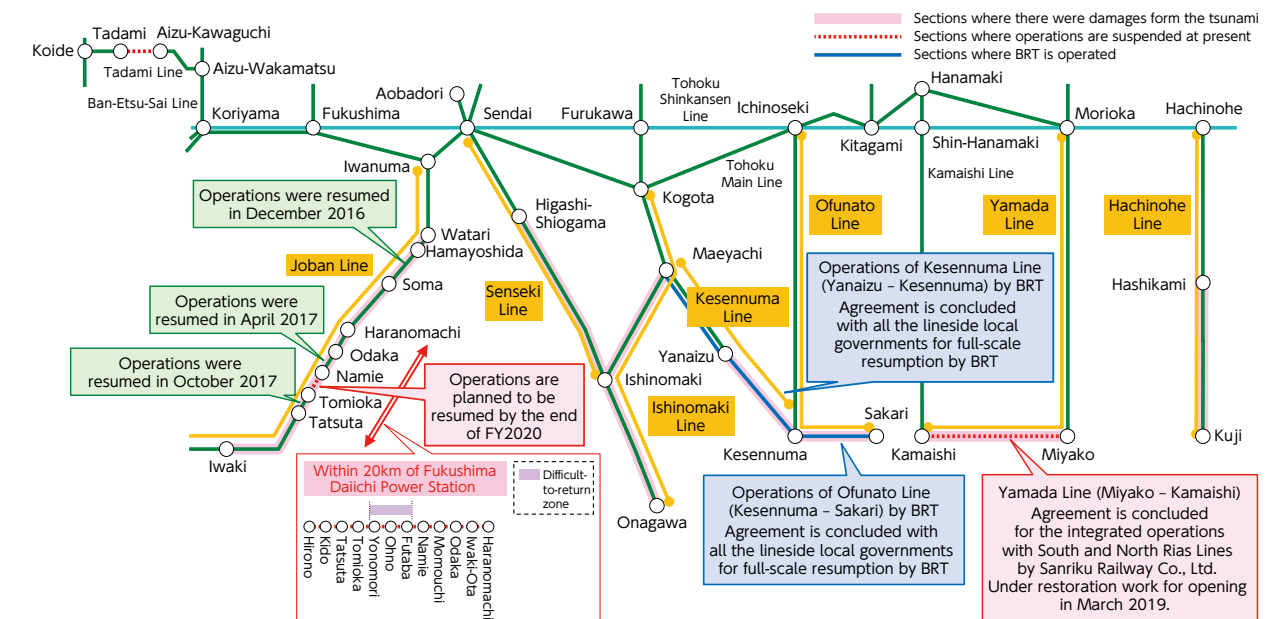 Sections where there were damages form the tsunami
Sections where operations are suspended at present
Sections where BRT is operated
Koide
Tadami
Aizu-Kawaguchi
Tadami Line
Aizu-Wakamatsu
Ban-Etsu-Sai Line
Koriyama
Fukushima
Aobadori
Sendai
Furukawa
Tohoku
Shinkansen
Line
Ichinoseki
Hanamaki
Kitagami
Shin-Hanamaki
Kamaishi Line
Morioka
Hachinohe
Iwanuma
Tohoku
Main Line
Kogota
Operations were resumed
in December 2016
Higashi-
Shiogama
Ofunato
Line
Yamada
Line
Hachinohe
Line
Watari
Hamayoshida
Joban Line
Soma
Maeyachi
Senseki
Line
Kesennuma
Line
Operations of Kesennuma Line
(Yanaizu – Kesennuma) by BRT
Agreement is concluded
with all the lineside local
governments for full-scale
resumption by BRT
Hashikami
Operations were
resumed in April 2017
Haranomachi
Odaka
Namie
Yanaizu
Operations were
resumed in October 2017
Tomioka
Tatsuta
Operations are
planned to be
resumed by the end
of FY2020
Ishinomaki
Ishinomaki
Line
Sakari
Iwaki
Kesennuma
Kamaishi
Miyako
Kuji
Within 20km of Fukushima
Daiichi Power Station
Difficult-
to-return
zone
Hirono
Kido
Tatsuta
Tomioka
Yonomori
Ohno
Futaba
Namie
Momouchi
Odaka
Iwaki-Ota
Haranomachi
Onagawa
Operations of Ofunato Line
(Kesennuma – Sakari) by BRT
Agreement is concluded with
all the lineside local governments
for full-scale resumption by BRT
Yamada Line (Miyako – Kamaishi)
Agreement is concluded
for the integrated operations
with South and North Rias Lines
by Sanriku Railway Co., Ltd.
Under restoration work for opening
in March 2019.